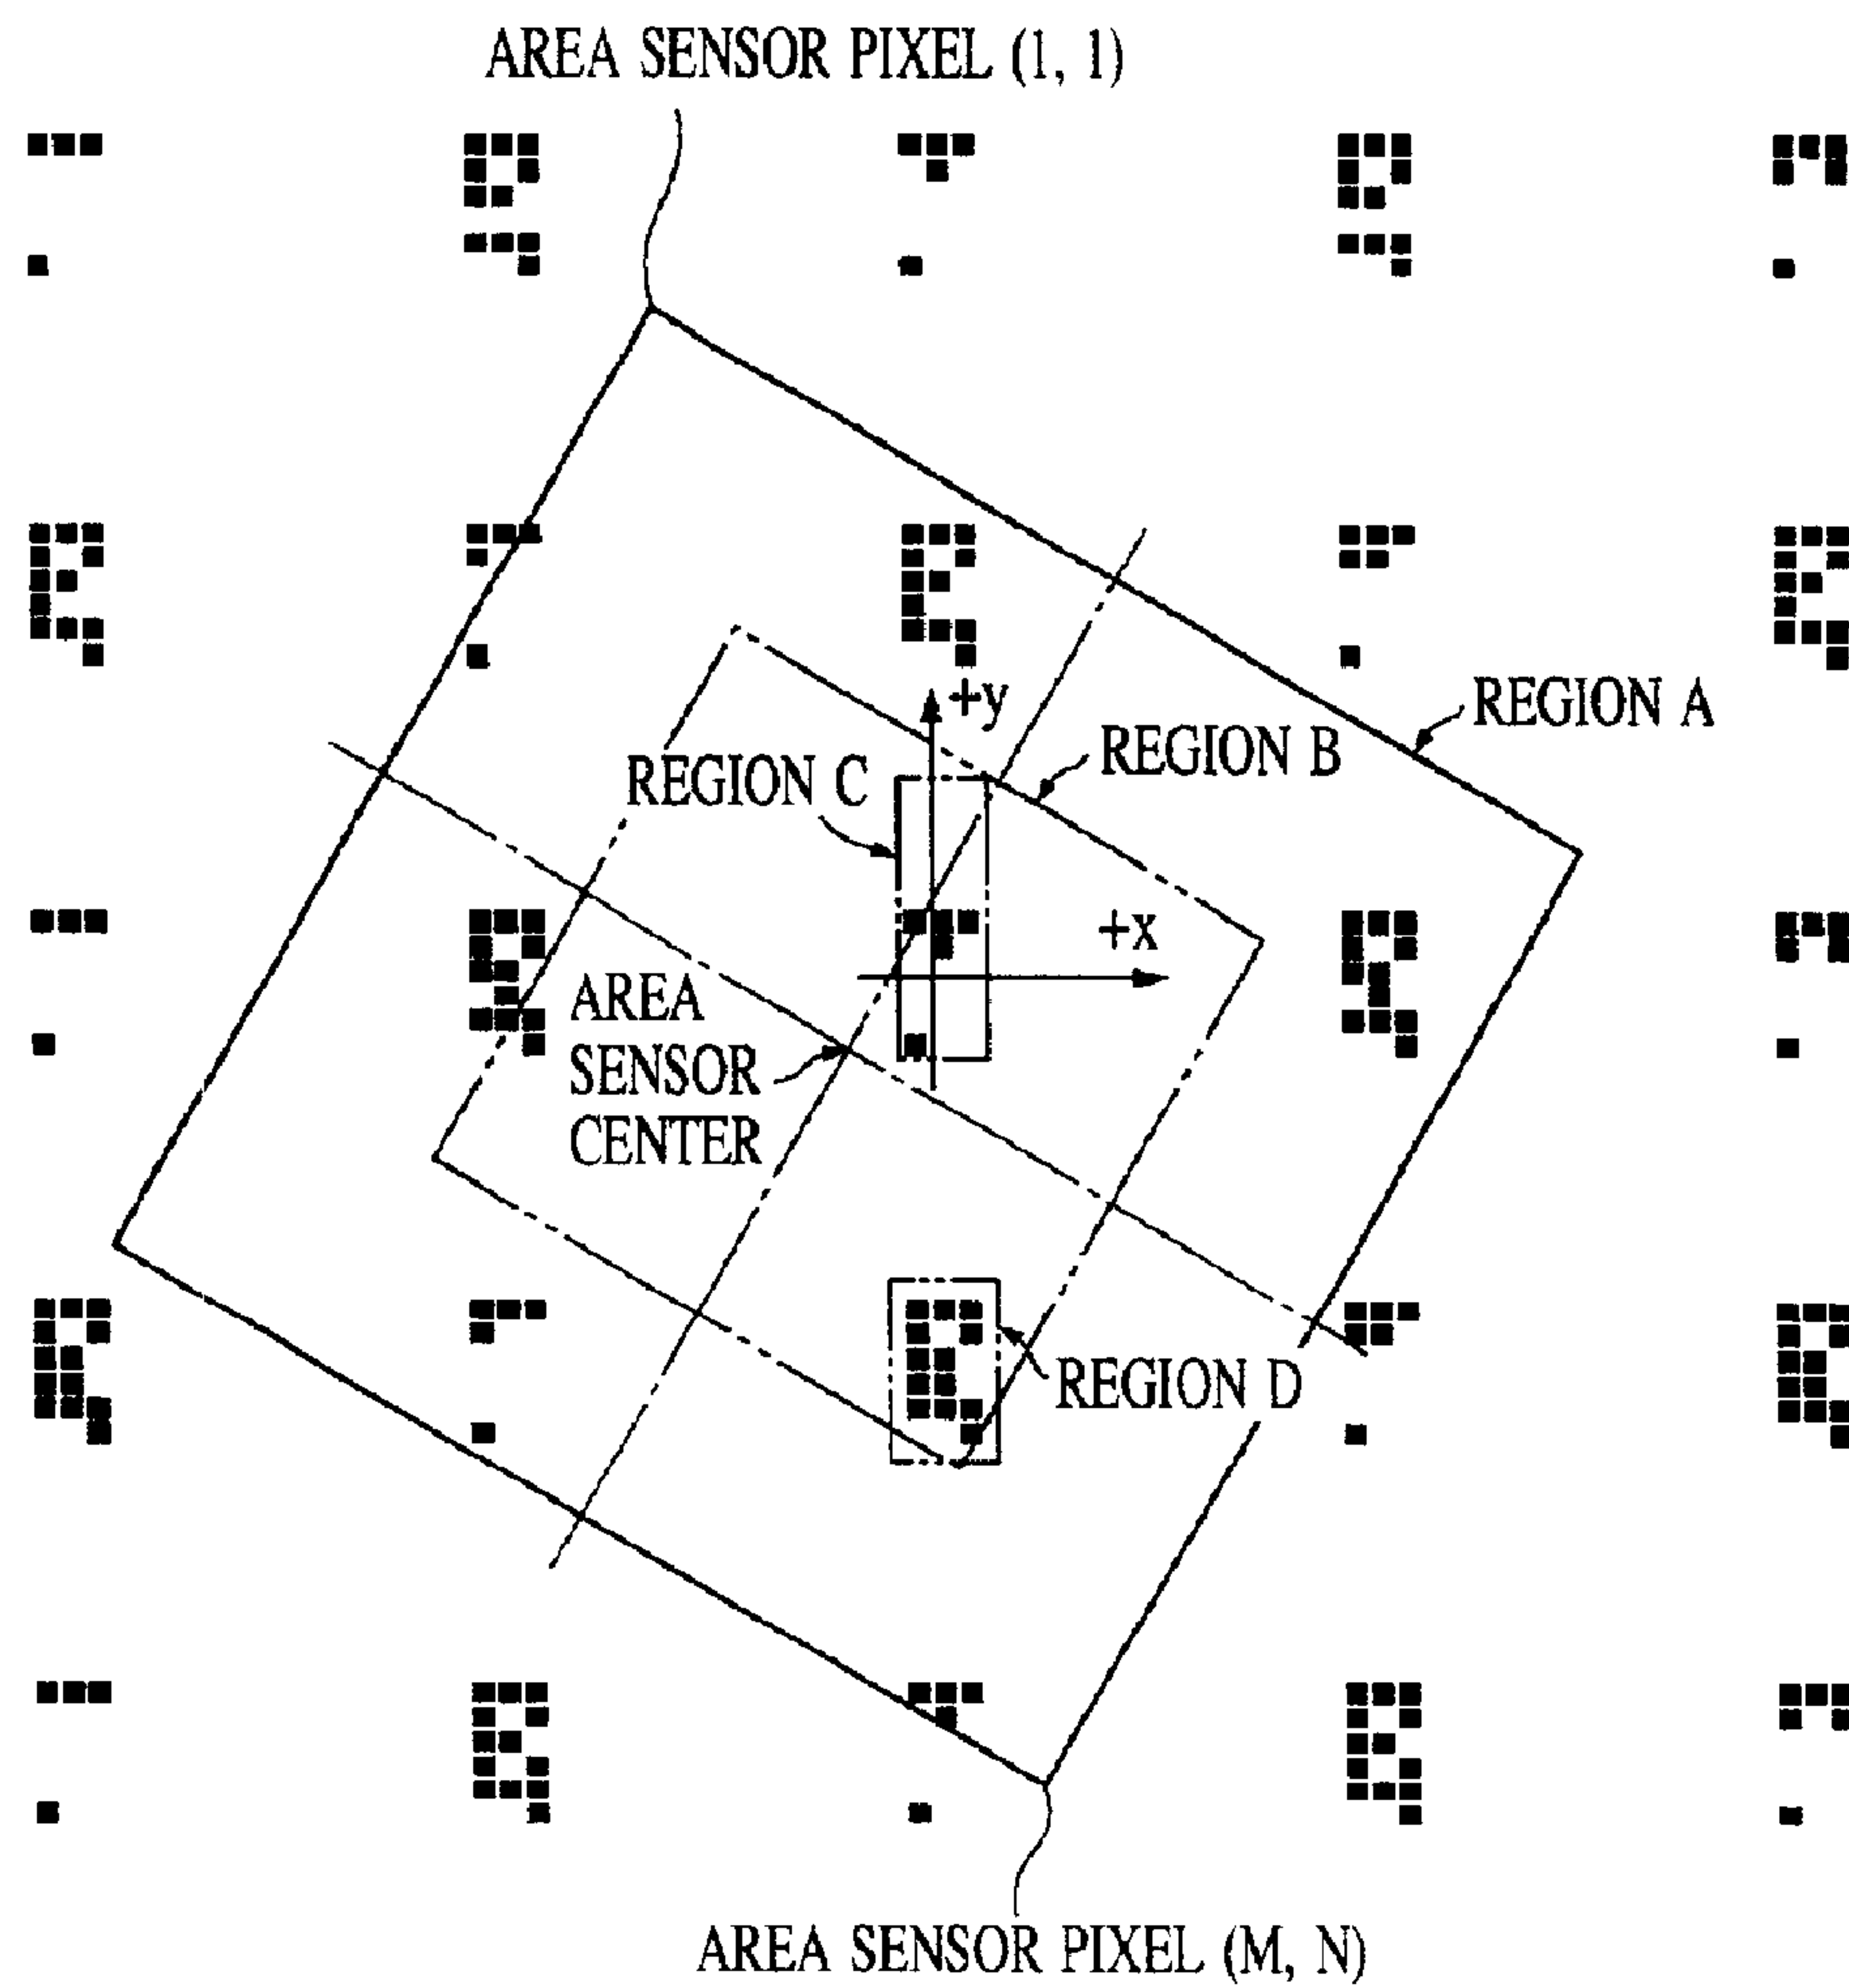 AREA SENSOR PIXEL (1, 1)
+y
REGION A
REGION B
REGION C
+x
AREA
SENSOR
CENTER
REGION D
AREA SENSOR PIXEL (M, N)